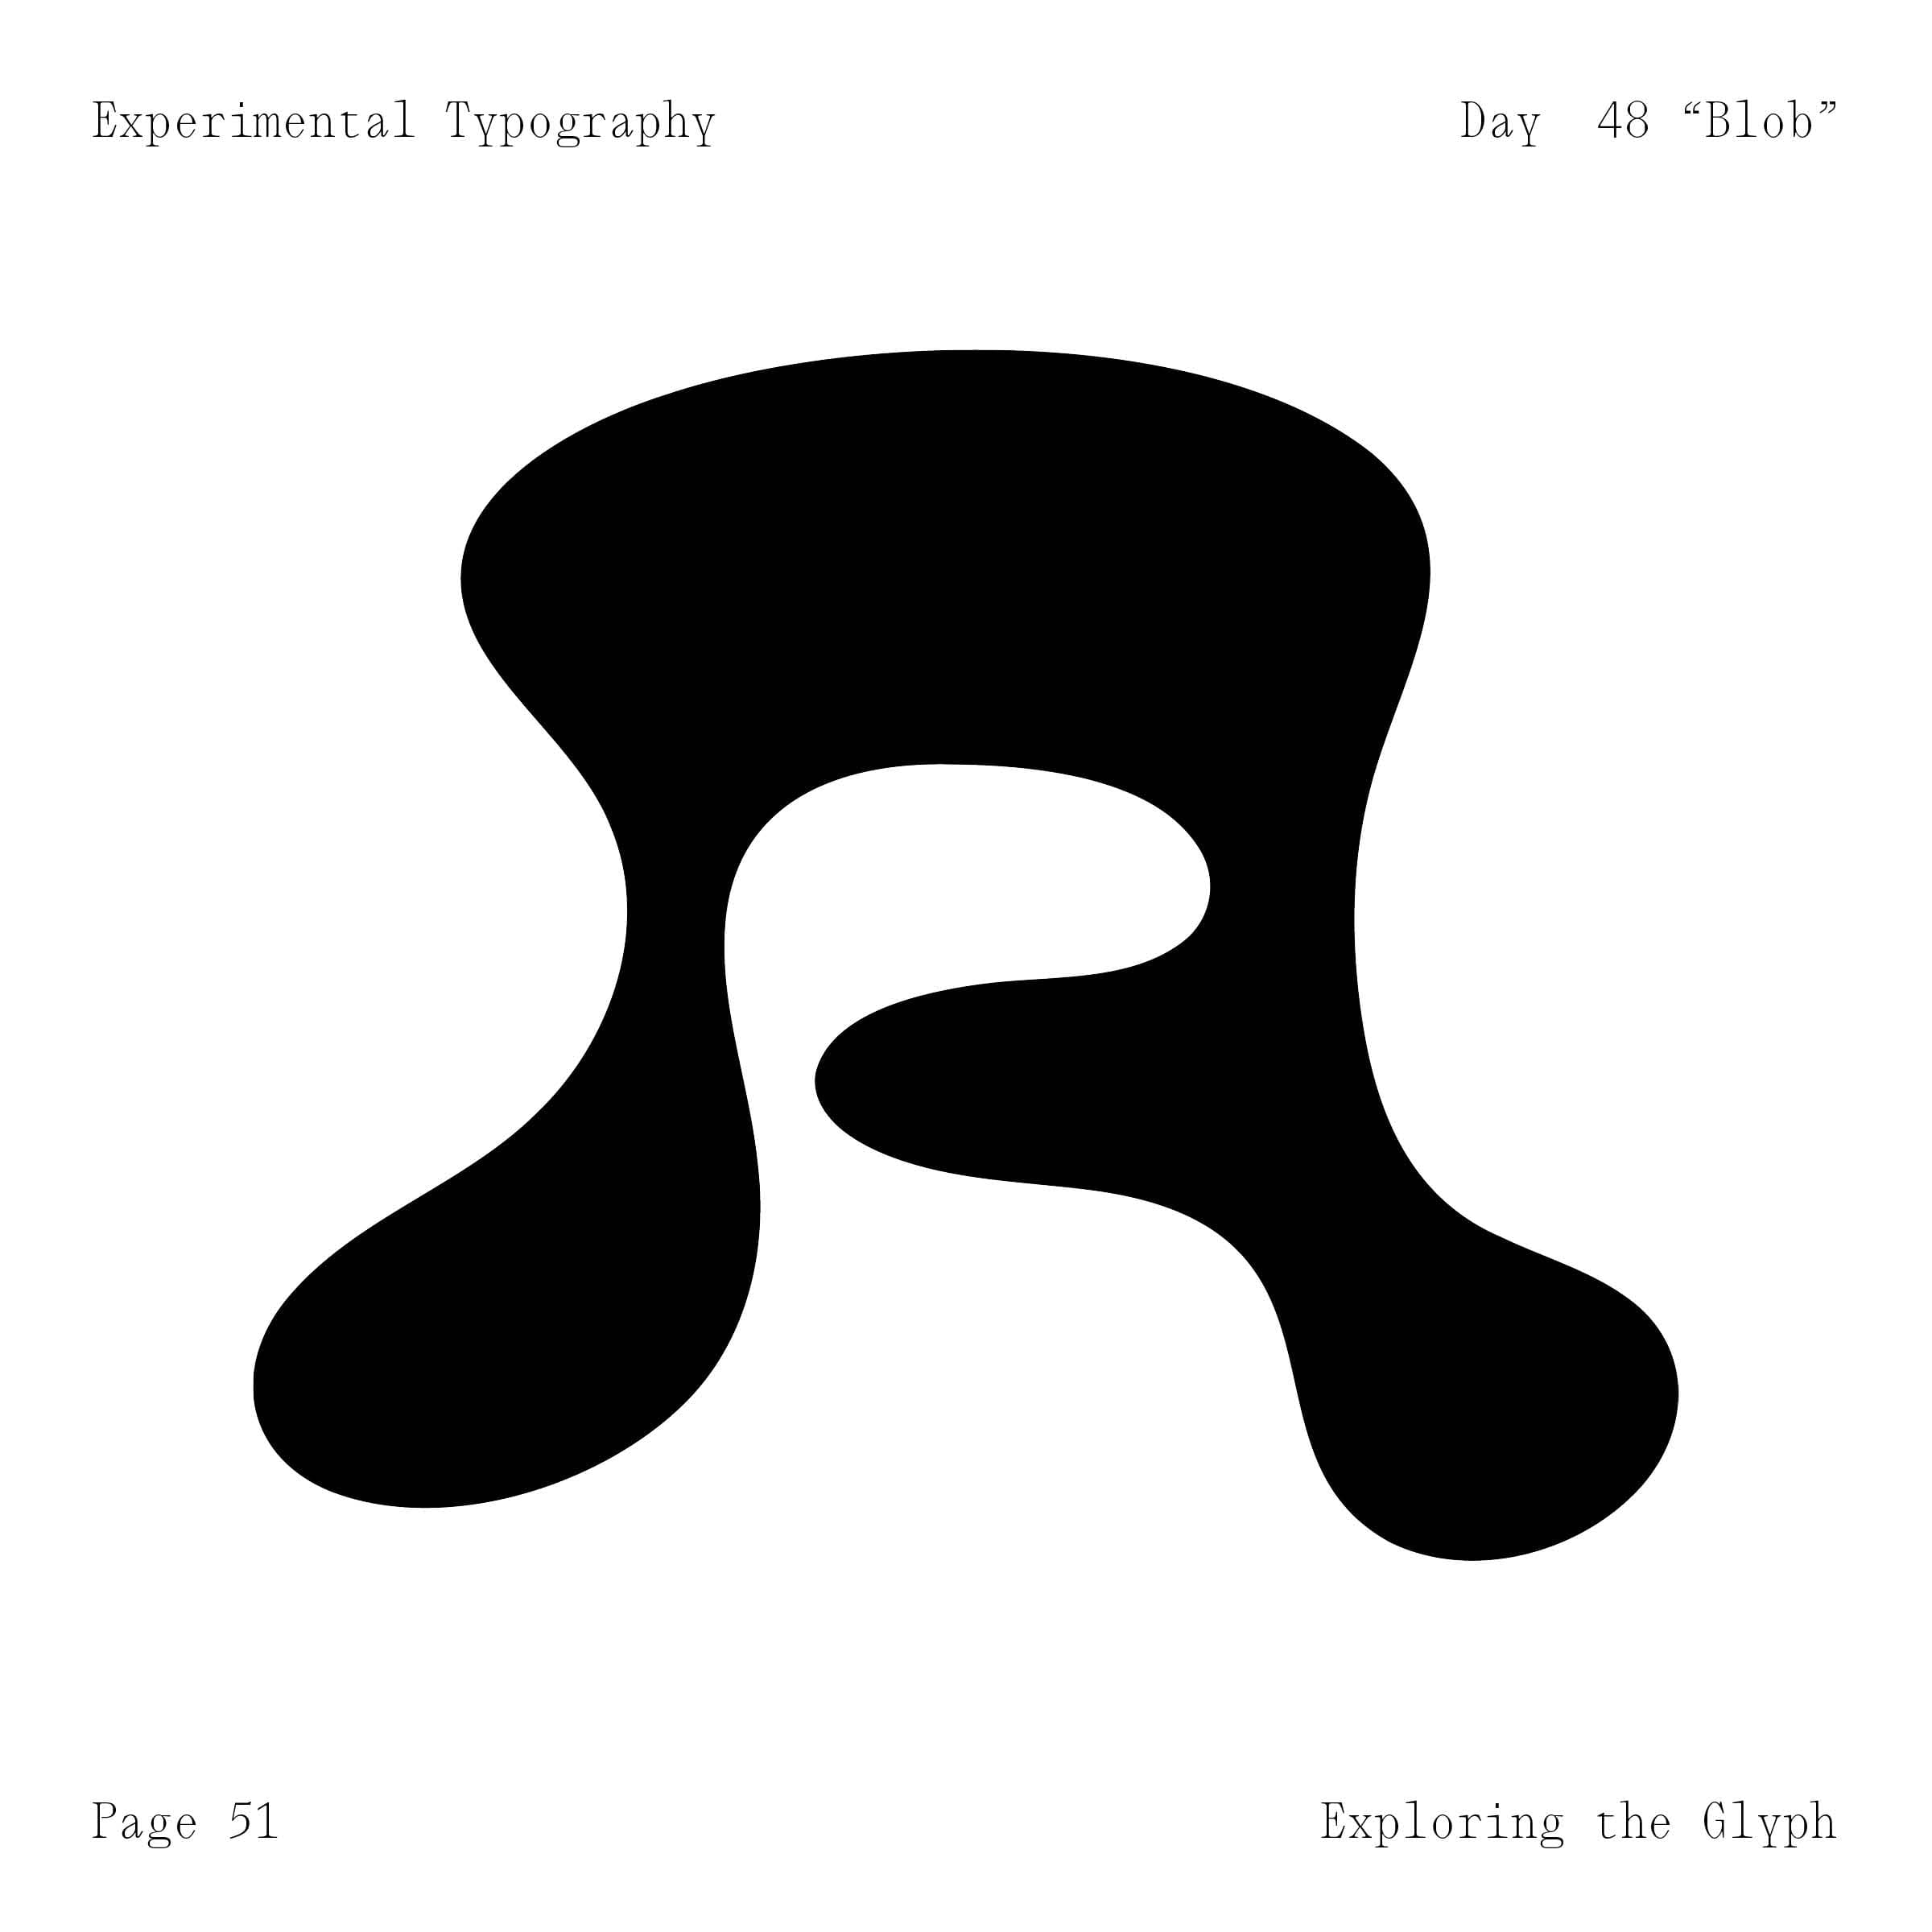 Experimental Typography
Day 48 “Blob”
A
Page 51
Exploring the Glyph